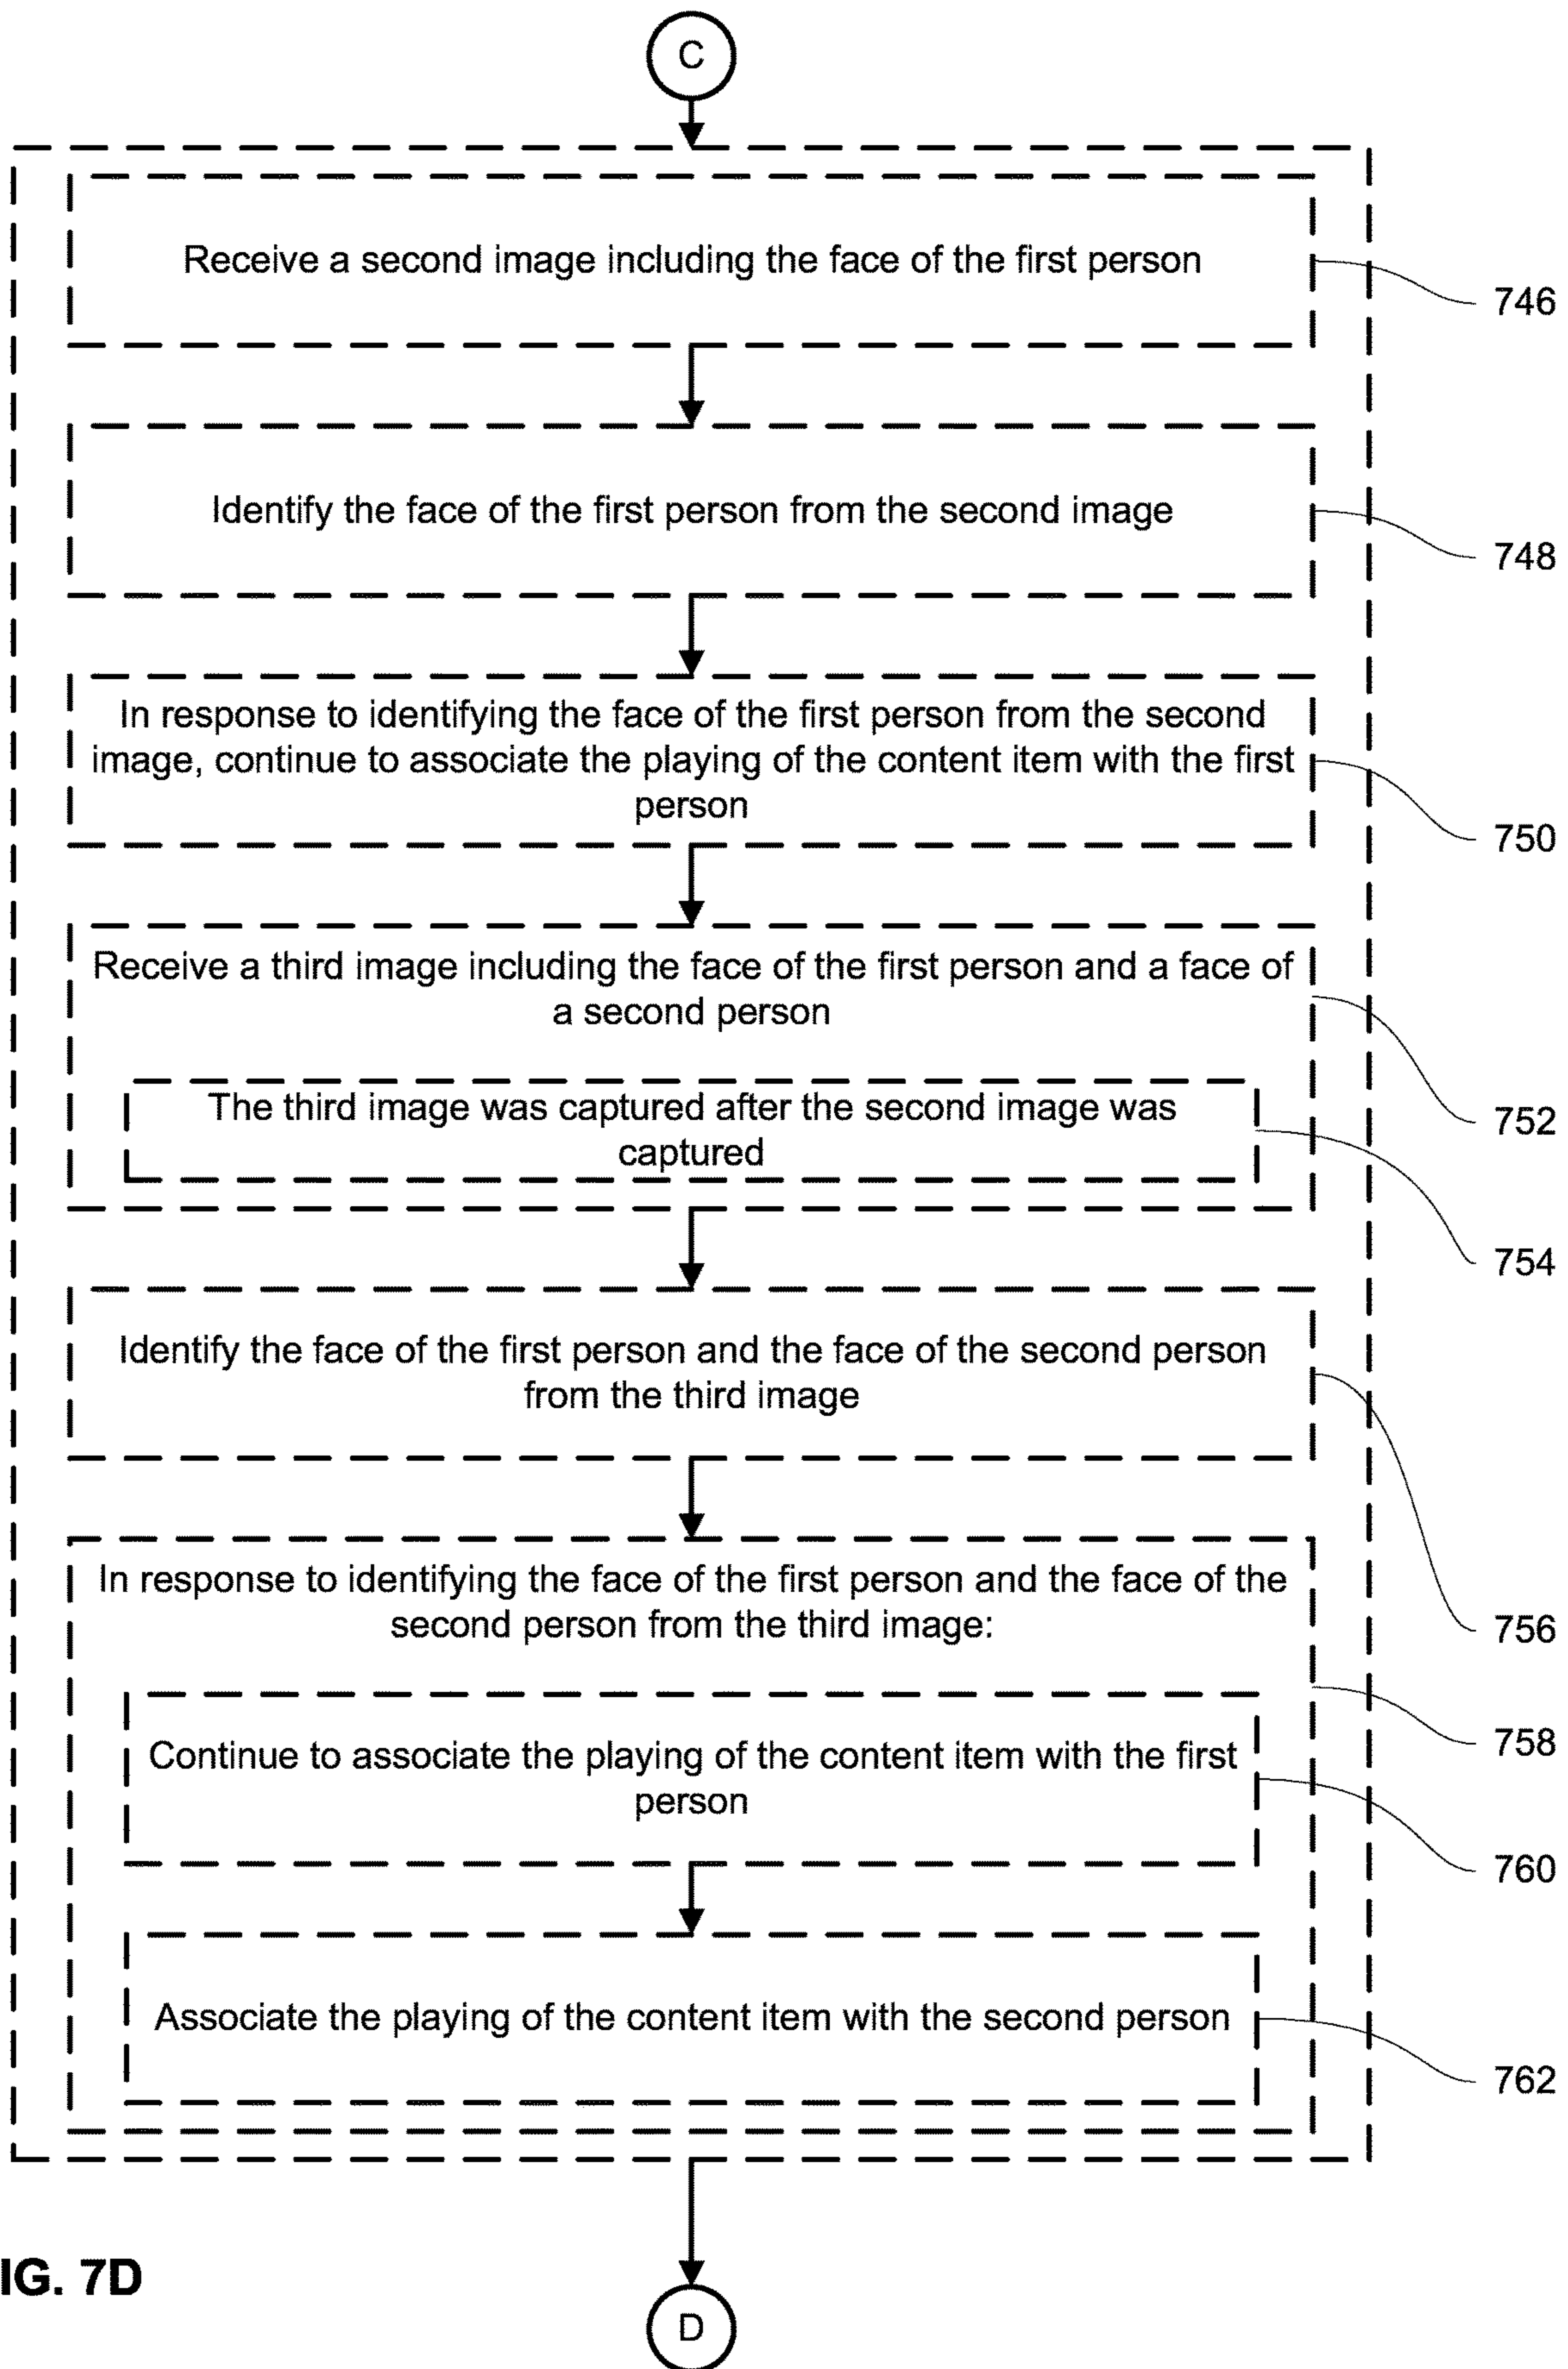 C
Receive a second image including the face of the first person
746
Identify the face of the first person from the second image
748
In response to identifying the face of the first person from the second
image, continue to associate the playing of the content item with the first
person
750
Receive a third image including the face of the first person and a face of
a second person
752
The third image was captured after the second image was
captured
754
Identify the face of the first person and the face of the second person
from the third image
756
In response to identifying the face of the first person and the face of the
second person from the third image:
758
Continue to associate the playing of the content item with the first
person
760
Associate the playing of the content item with the second person
762
IG. 7D
D